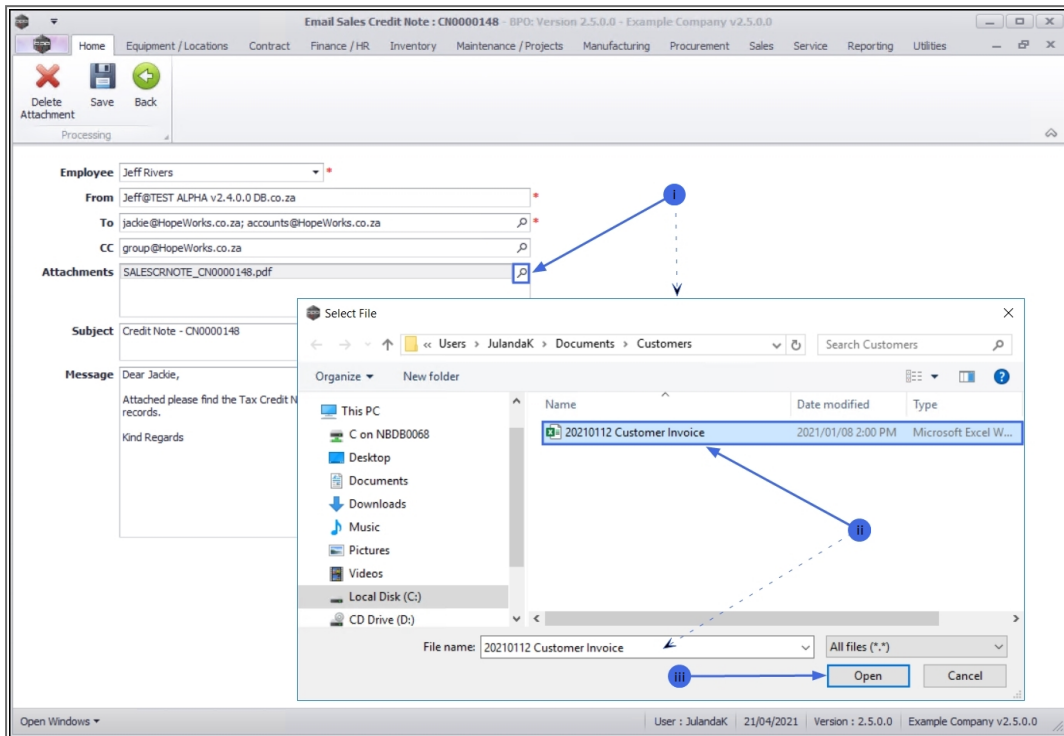 Email Sales Credit Note : CN0000148 - BPO: Version 2.5.0.0 - Example Company v2.5.0.0
Home Equipment / Locations Contract Finance / HR Inventory Maintenance / Projects Manufacturing Procurement Sales Service Reporting Utilities
Delete Attachment Save Back
Processing
Employee Jeff Rivers *
From Jeff@TEST ALPHA v2.4.0.0 DB.co.za *
i
To jackie@HopeWorks.co.za; accounts@HopeWorks.co.za *
CC group@HopeWorks.co.za
Attachments SALESCRNOTE_CN0000148.pdf
Subject Credit Note - CN0000148
Message Dear Jackie,
Attached please find the Tax Credit N
records.
Kind Regards
Select File
« Users > JulandaK > Documents > Customers Search Customers
Organize New folder
Name Date modified Type
This PC
20210112 Customer Invoice 2021/01/08 2:00 PM Microsoft Excel W...
C on NBDB0068
Desktop
Documents
Downloads
Music
ii
Pictures
Videos
Local Disk (C:)
CD Drive (D:)
File name: 20210112 Customer Invoice All files (*.*)
iii
Open Cancel
Open Windows User : JulandaK 21/04/2021 Version : 2.5.0.0 Example Company v2.5.0.0